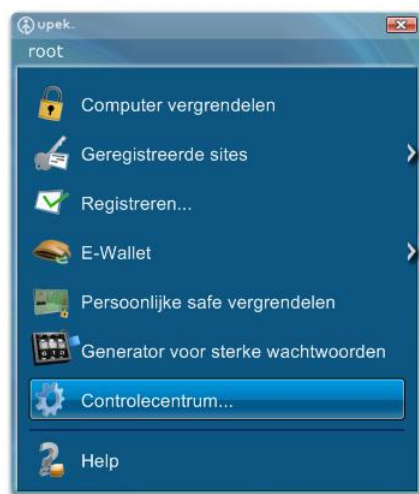 upek
root
Computer vergrendelen
Geregistreerde sites
Registreren...
E-Wallet
Persoonlijke safe vergrendelen
Generator voor sterke wachtwoorden
Controlecentrum...
Help